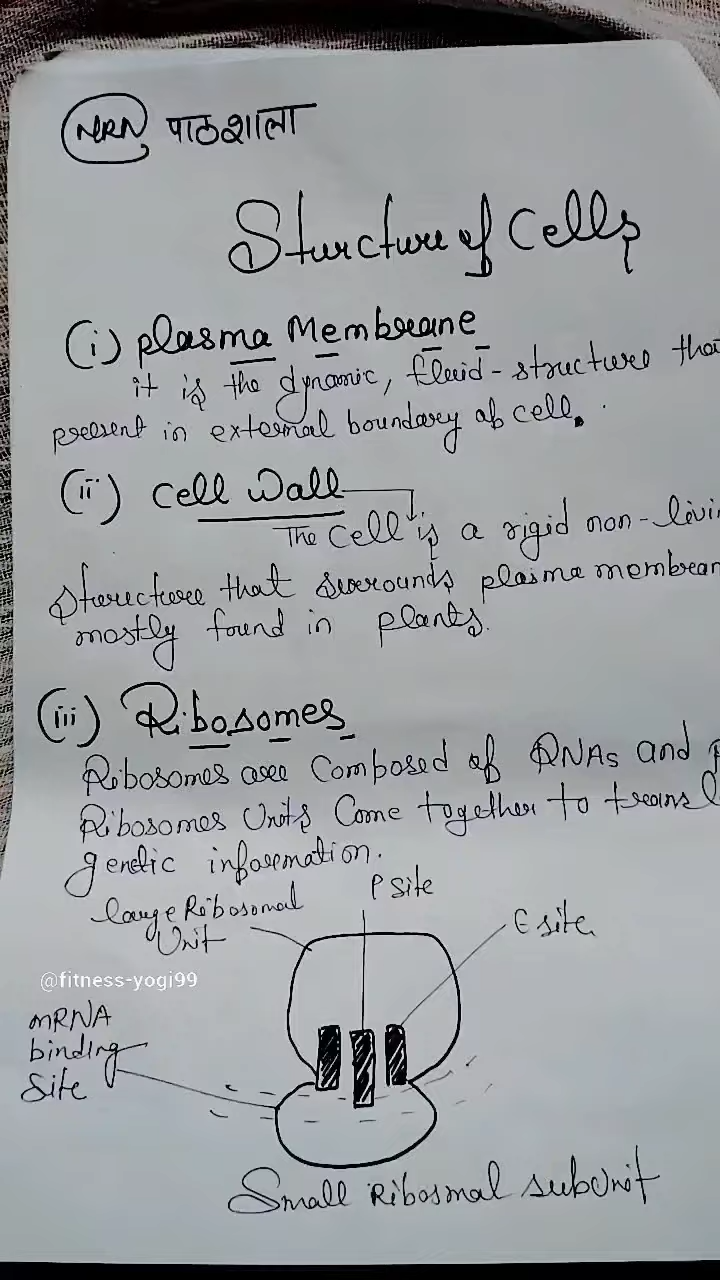 NRN पाठशाला
Sturcture of Cells
(i) plasma Membrane
it is the dynamic, fluid-structure that
present in external boundary of cell.
(ii) Cell Wall
The Cell is a rigid non-livin
structure that surrounds plasma membran
mostly found in plants.
(iii) Ribosomes
Ribosomes are Composed of RNAs and p
Ribosomes Units Come together to transl
gendic information.
P site
large Ribosomal
Unit
E site
@fitness-yogi99
mRNA
binding
Site
Small Ribosmal subunit